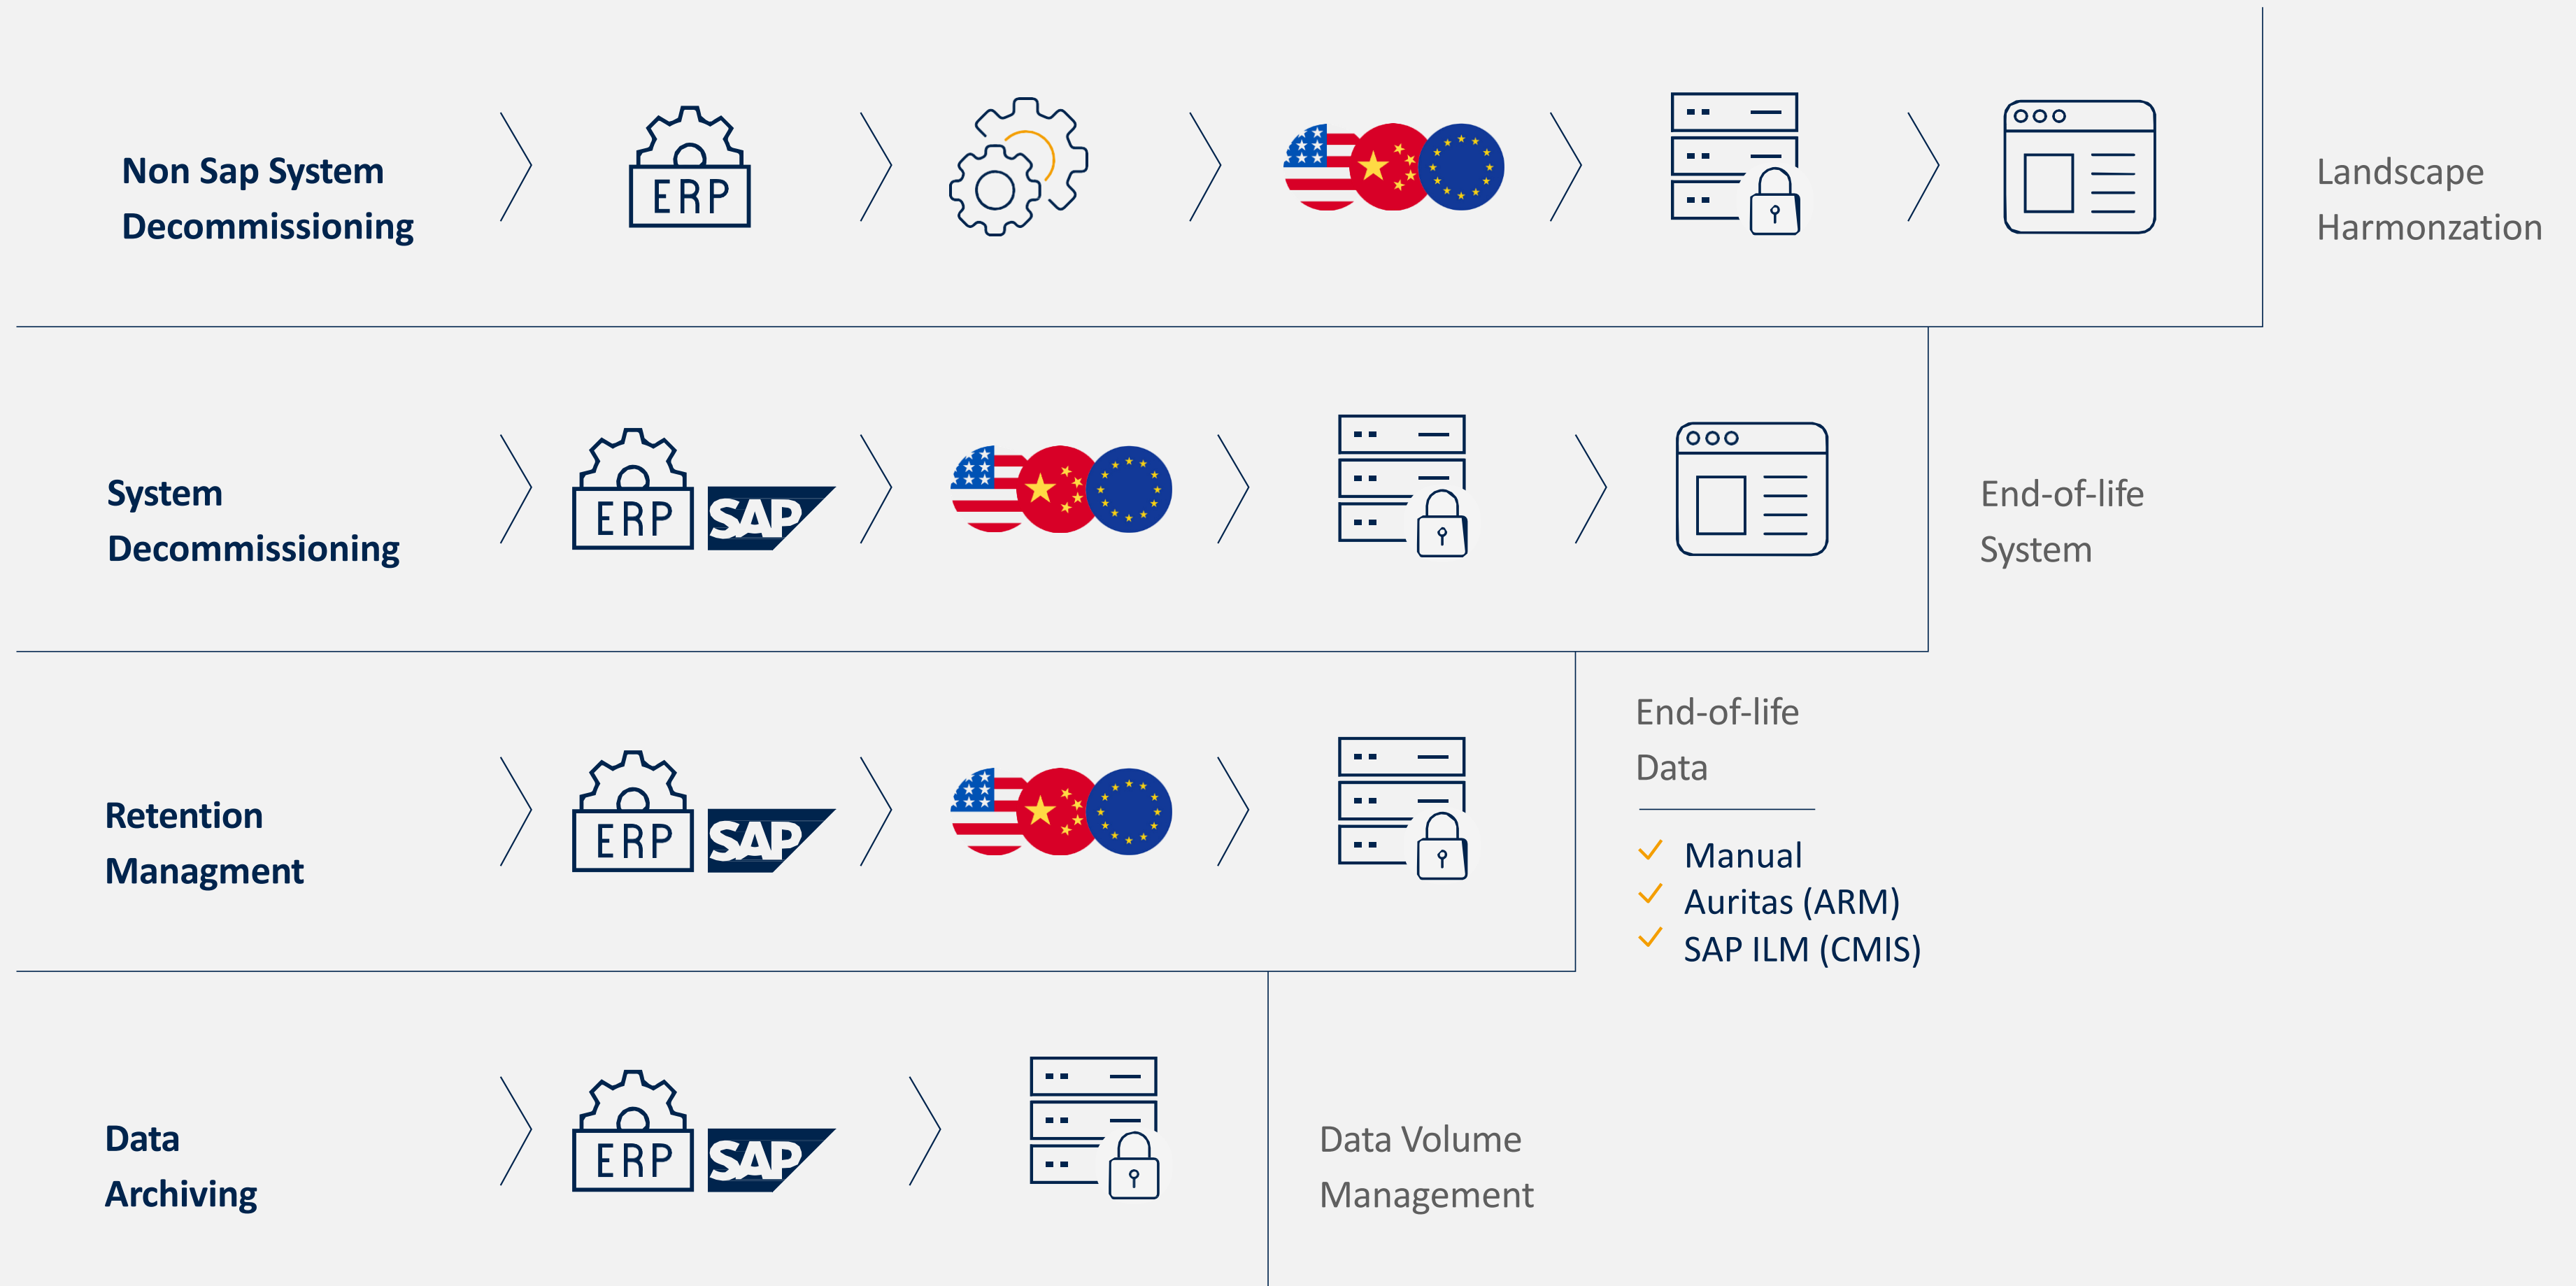 Non Sap System
Decommissioning
ERP
Landscape
Harmonzation
System
Decommissioning
ERP
SAP
End-of-life
System
Retention
Managment
ERP
SAP
End-of-life
Data
Manual
Auritas (ARM)
SAP ILM (CMIS)
Data
Archiving
ERP
SAP
Data Volume
Management